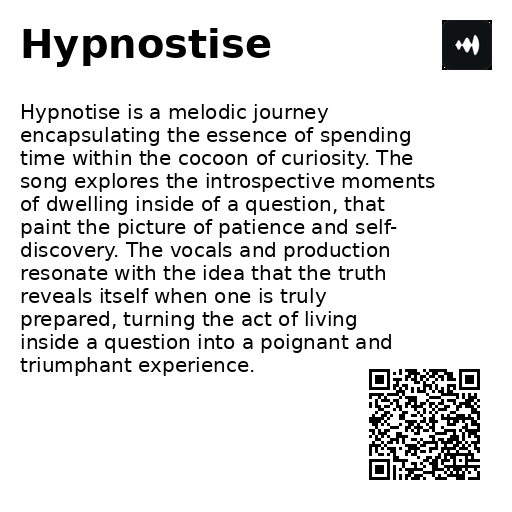 Hypnostise
Hypnotise is a melodic journey
encapsulating the essence of spending
time within the cocoon of curiosity. The
song explores the introspective moments
of dwelling inside of a question, that
paint the picture of patience and self-
discovery. The vocals and production
resonate with the idea that the truth
reveals itself when one is truly
prepared, turning the act of living
inside a question into a poignant and
triumphant experience.